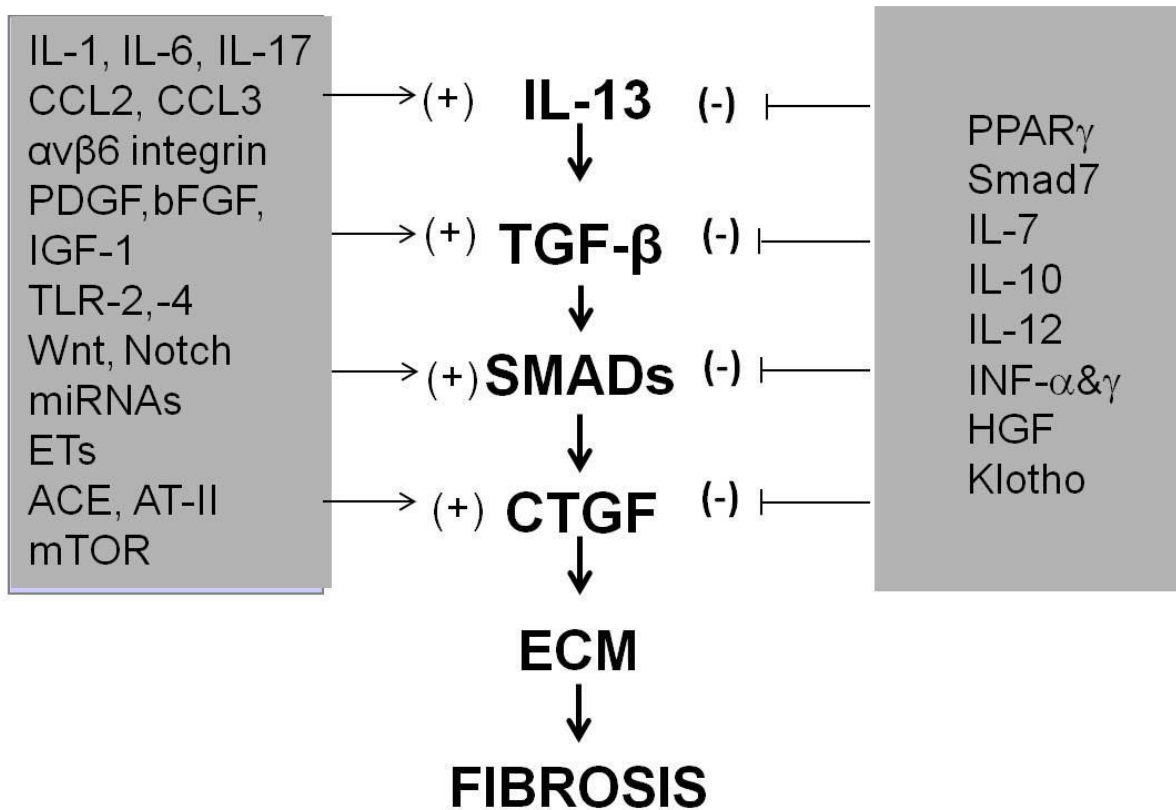 IL-1, IL-6, IL-17
CCL2, CCL3
αvβ6 integrin
PDGF,bFGF,
IGF-1
TLR-2,-4
Wnt, Notch
miRNAs
ETs
ACE, AT-II
mTOR
(+) IL-13 (-)
(+) TGF-β (-)
(+) SMADs (-)
(+) CTGF (-)
ECM
FIBROSIS
PPARγ
Smad7
IL-7
IL-10
IL-12
INF-α&γ
HGF
Klotho